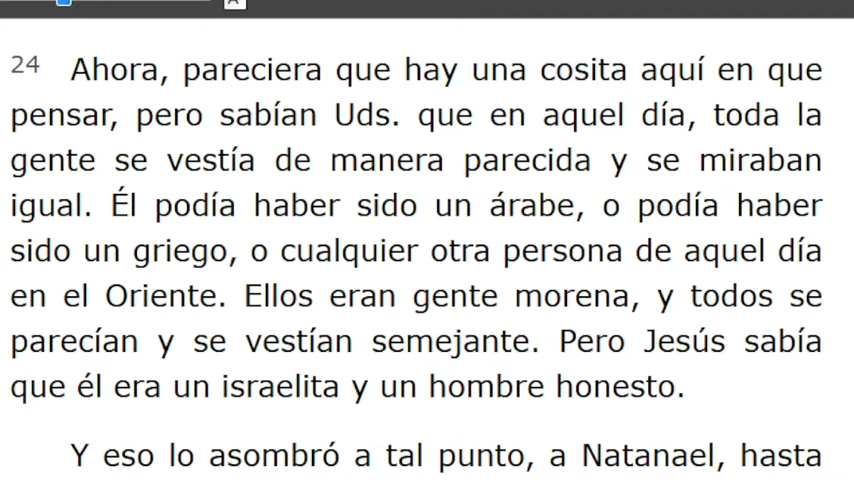 24 Ahora, pareciera que hay una cosita aquí en que
pensar, pero sabían Uds. que en aquel día, toda la
gente se vestía de manera parecida y se miraban
igual. Él podía haber sido un árabe, o podía haber
sido un griego, o cualquier otra persona de aquel día
en el Oriente. Ellos eran gente morena, y todos se
parecían y se vestían semejante. Pero Jesús sabía
que él era un israelita y un hombre honesto.
Y eso lo asombró a tal punto, a Natanael, hasta